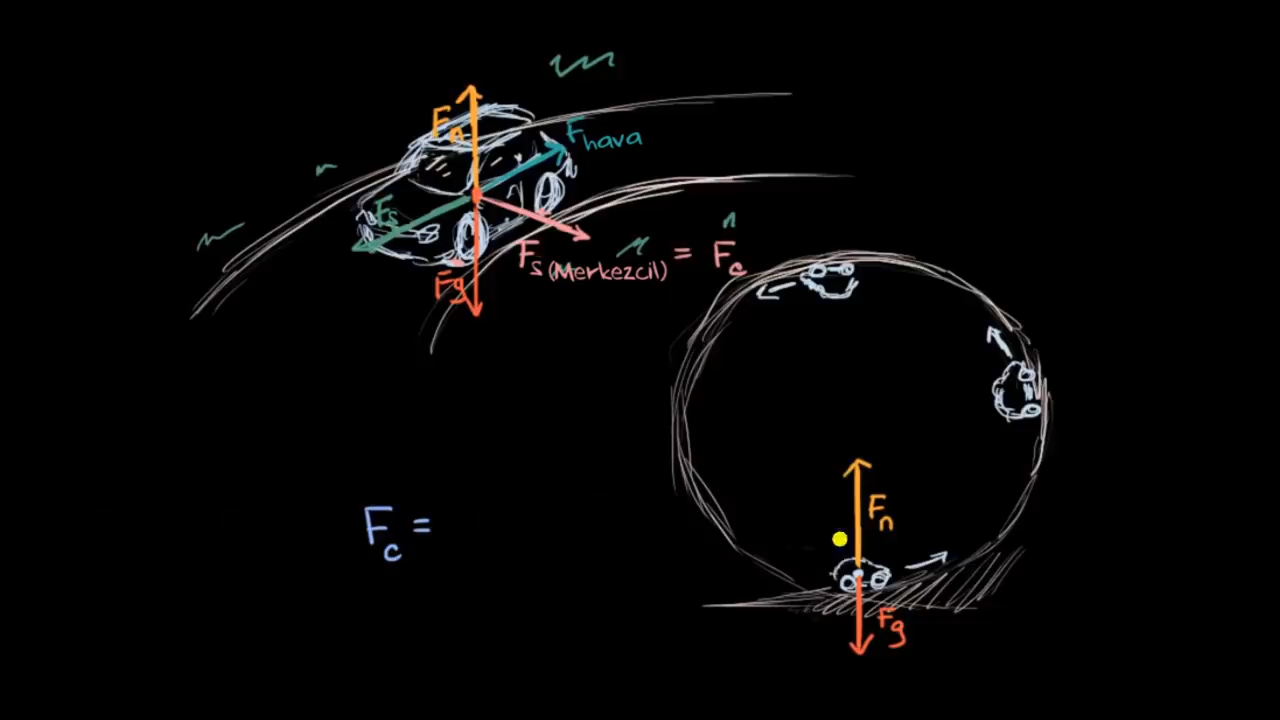 Fn
Fhava
Fs
Fs(Merkezcil) = Fc
Fg
Fn
Fc =
Fg